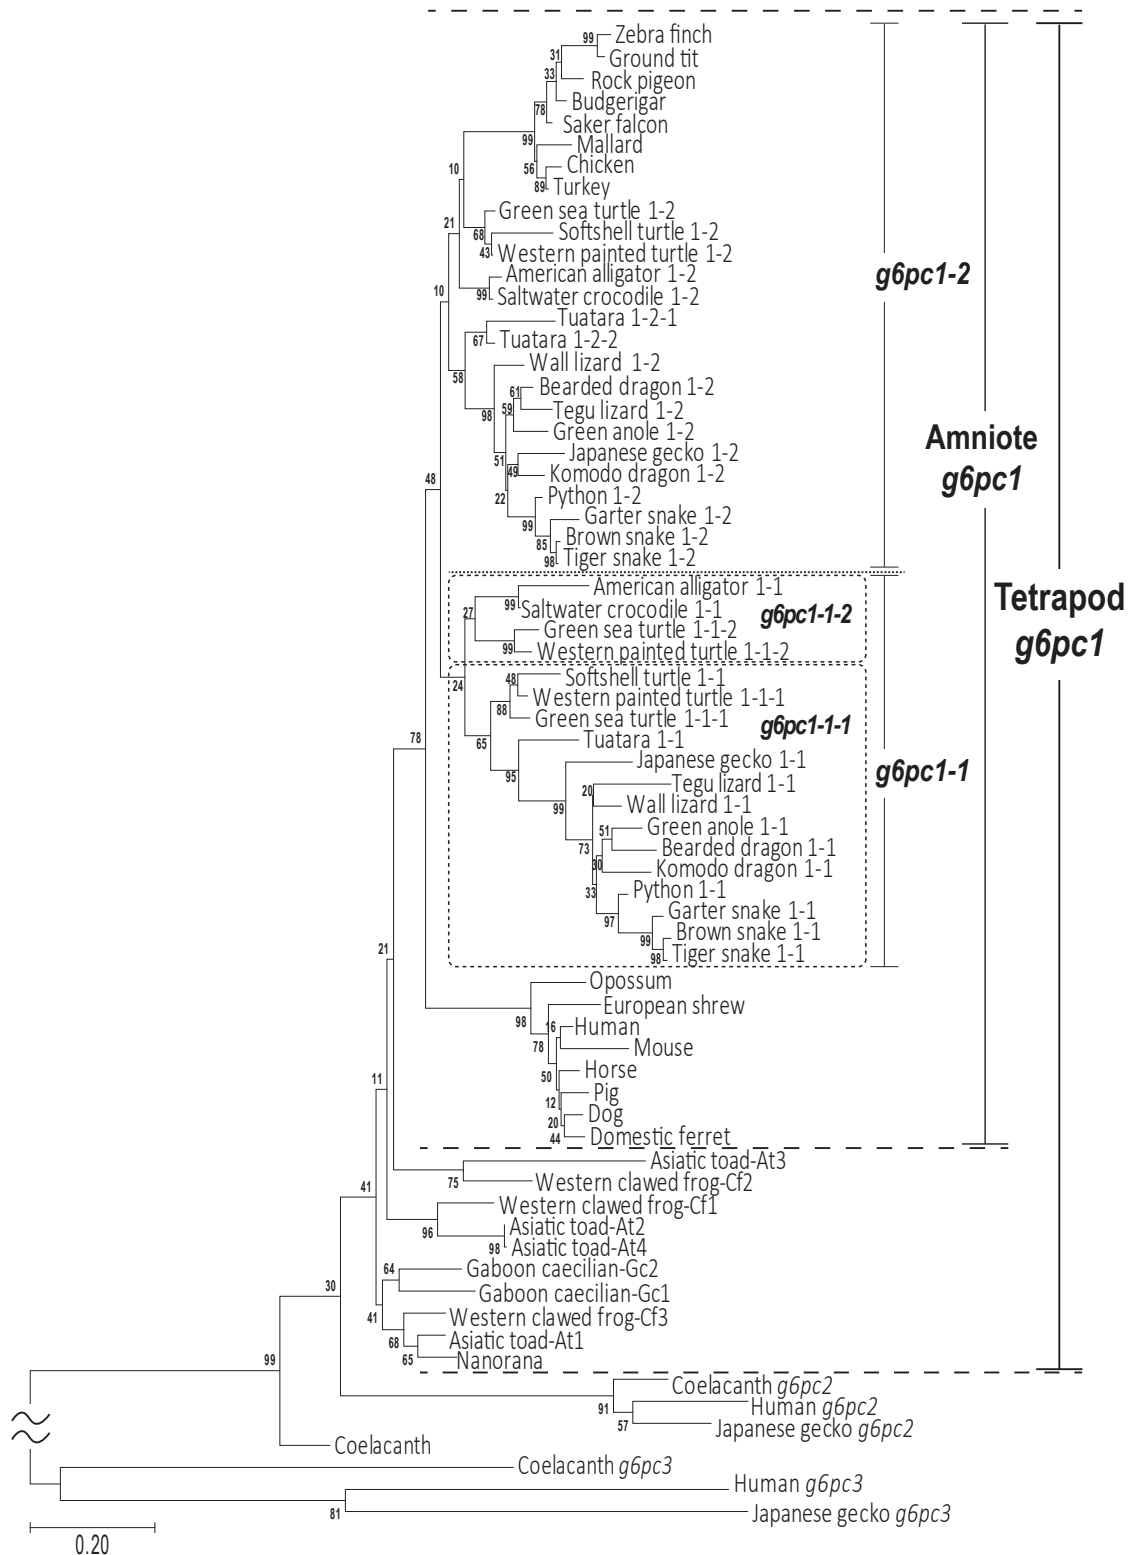 99 Zebra finch
31 Ground tit
33 Rock pigeon
Budgerigar
78 Saker falcon
99 Mallard
56 Chicken
89 Turkey
10
Green sea turtle 1-2
21 68 Softshell turtle 1-2
43 Western painted turtle 1-2
American alligator 1-2
g6pc1-2
99 Saltwater crocodile 1-2
10
Tuatara 1-2-1
67 Tuatara 1-2-2
Wall lizard 1-2
58
61 Bearded dragon 1-2
98 59 Tegu lizard 1-2
Green anole 1-2
Amniote
g6pc1
51 Japanese gecko 1-2
49 Komodo dragon 1-2
48
22 Python 1-2
99 Garter snake 1-2
85 Brown snake 1-2
98 Tiger snake 1-2
American alligator 1-1
99 Saltwater crocodile 1-1
27
g6pc1-1-2
Green sea turtle 1-1-2
99 Western painted turtle 1-1-2
Tetrapod
g6pc1
24
48 Softshell turtle 1-1
Western painted turtle 1-1-1
88 Green sea turtle 1-1-1
g6pc1-1-1
65 Tuatara 1-1
78
95 Japanese gecko 1-1
g6pc1-1
20 Tegu lizard 1-1
99 Wall lizard 1-1
51 Green anole 1-1
73 Bearded dragon 1-1
30 Komodo dragon 1-1
33 Python 1-1
97 Garter snake 1-1
99 Brown snake 1-1
98 Tiger snake 1-1
21
Opossum
98 European shrew
16 Human
78 Mouse
50 Horse
11
12 Pig
20 Dog
44 Domestic ferret
Asiatic toad-At3
75 Western clawed frog-Cf2
41
Western clawed frog-Cf1
96 Asiatic toad-At2
98 Asiatic toad-At4
64 Gaboon caecilian-Gc2
30
Gaboon caecilian-Gc1
41 Western clawed frog-Cf3
68 Asiatic toad-At1
65 Nanorana
99
Coelacanth g6pc2
91 Human g6pc2
57 Japanese gecko g6pc2
Coelacanth
Coelacanth g6pc3
Human g6pc3
81 Japanese gecko g6pc3
0.20